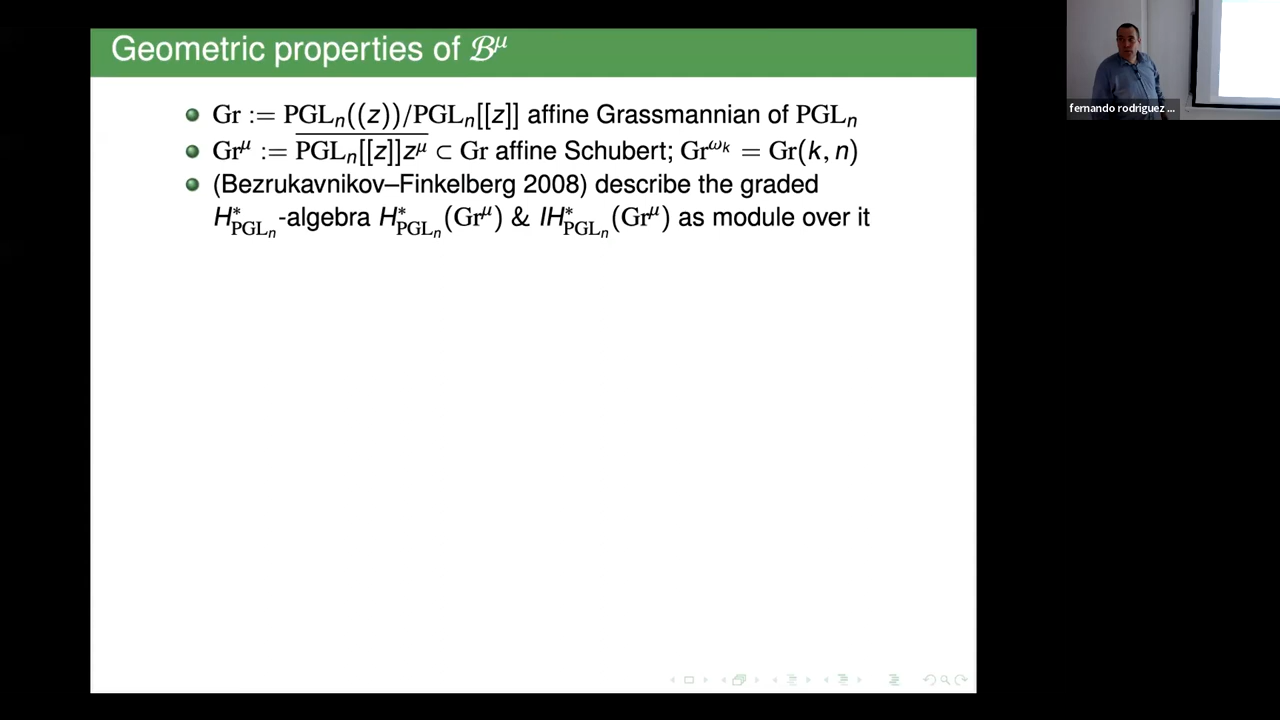 Geometric properties of ℬ^μ
Gr := PGL_n((z))/PGL_n[[z]] affine Grassmannian of PGL_n
Gr^μ := \overline{PGL_n[[z]]z^μ} ⊂ Gr affine Schubert; Gr^{ω_k} = Gr(k, n)
(Bezrukavnikov–Finkelberg 2008) describe the graded
H^*_{PGL_n}-algebra H^*_{PGL_n}(Gr^μ) & IH^*_{PGL_n}(Gr^μ) as module over it
fernando rodriguez ...